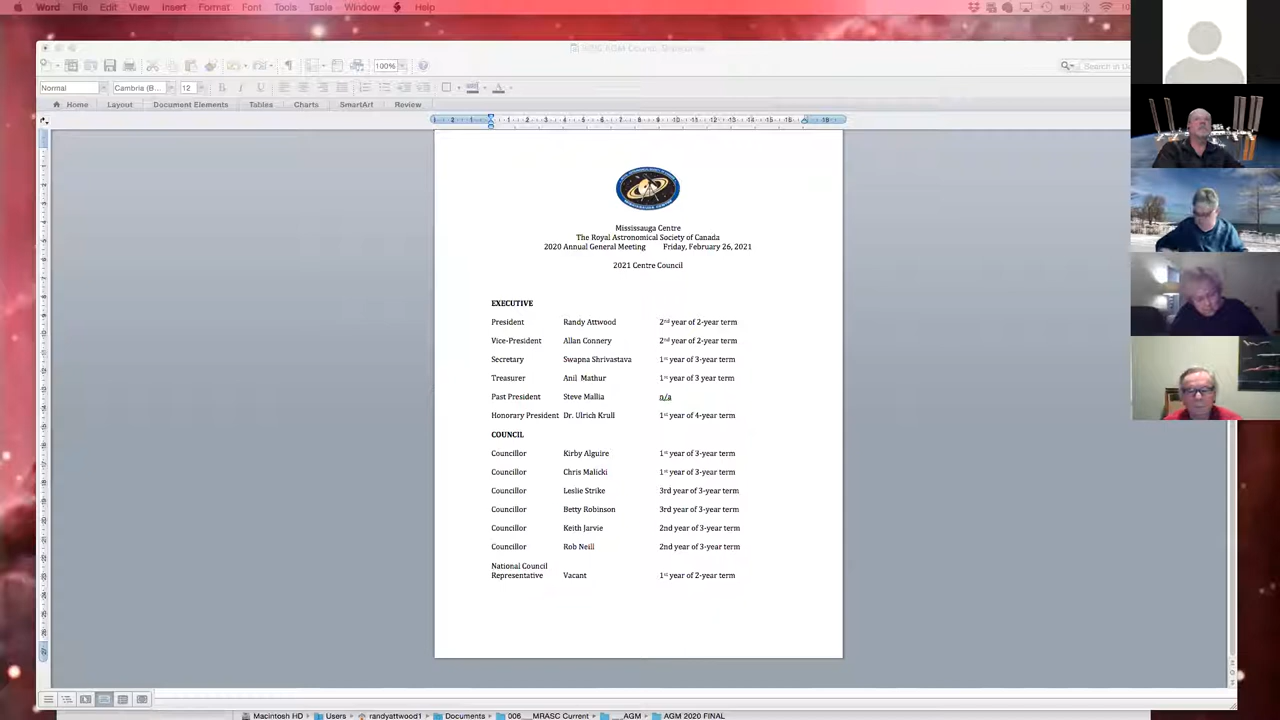 Word File Edit View Insert Format Font Tools Table Window Help
100%
Search in
Normal Cambria (B... 12
Home Layout Document Elements Tables Charts SmartArt Review
Mississauga Centre
The Royal Astronomical Society of Canada
2020 Annual General Meeting Friday, February 26, 2021
2021 Centre Council
EXECUTIVE
President Randy Attwood 2nd year of 2-year term
Vice-President Allan Connery 2nd year of 2-year term
Secretary Swapna Shrivastava 1st year of 3-year term
Treasurer Anil Mathur 1st year of 3 year term
Past President Steve Mallia n/a
Honorary President Dr. Ulrich Krull 1st year of 4-year term
COUNCIL
Councillor Kirby Alguire 1st year of 3-year term
Councillor Chris Malicki 1st year of 3-year term
Councillor Leslie Strike 3rd year of 3-year term
Councillor Betty Robinson 3rd year of 3-year term
Councillor Keith Jarvie 2nd year of 3-year term
Councillor Rob Neill 2nd year of 3-year term
National Council
Representative Vacant 1st year of 2-year term
Macintosh HD Users randyattwood1 Documents 006___MRASC Current ___AGM AGM 2020 FINAL